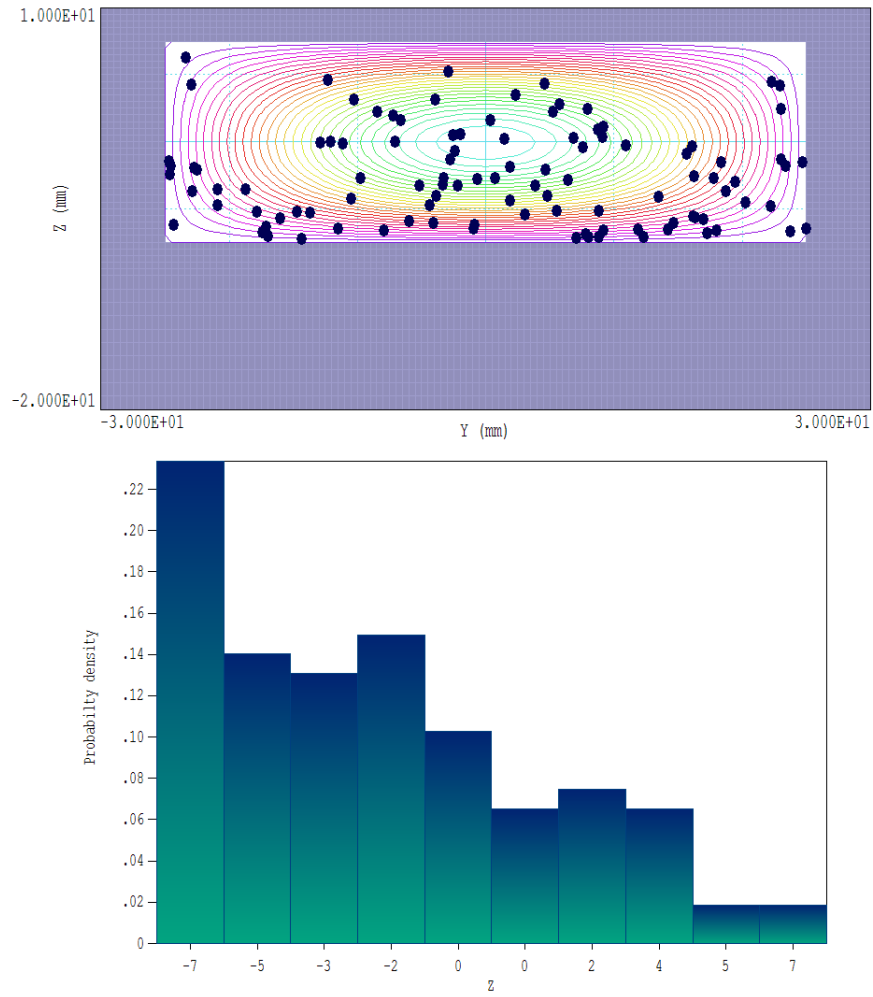 1.000E+01
Z (mm)
-2.000E+01
-3.000E+01
3.000E+01
Y (mm)
.22
.20
.18
.16
.14
.12
.10
.08
.06
.04
.02
0
Probabilty density
-7 -5 -3 -2 0 0 2 4 5 7
Z